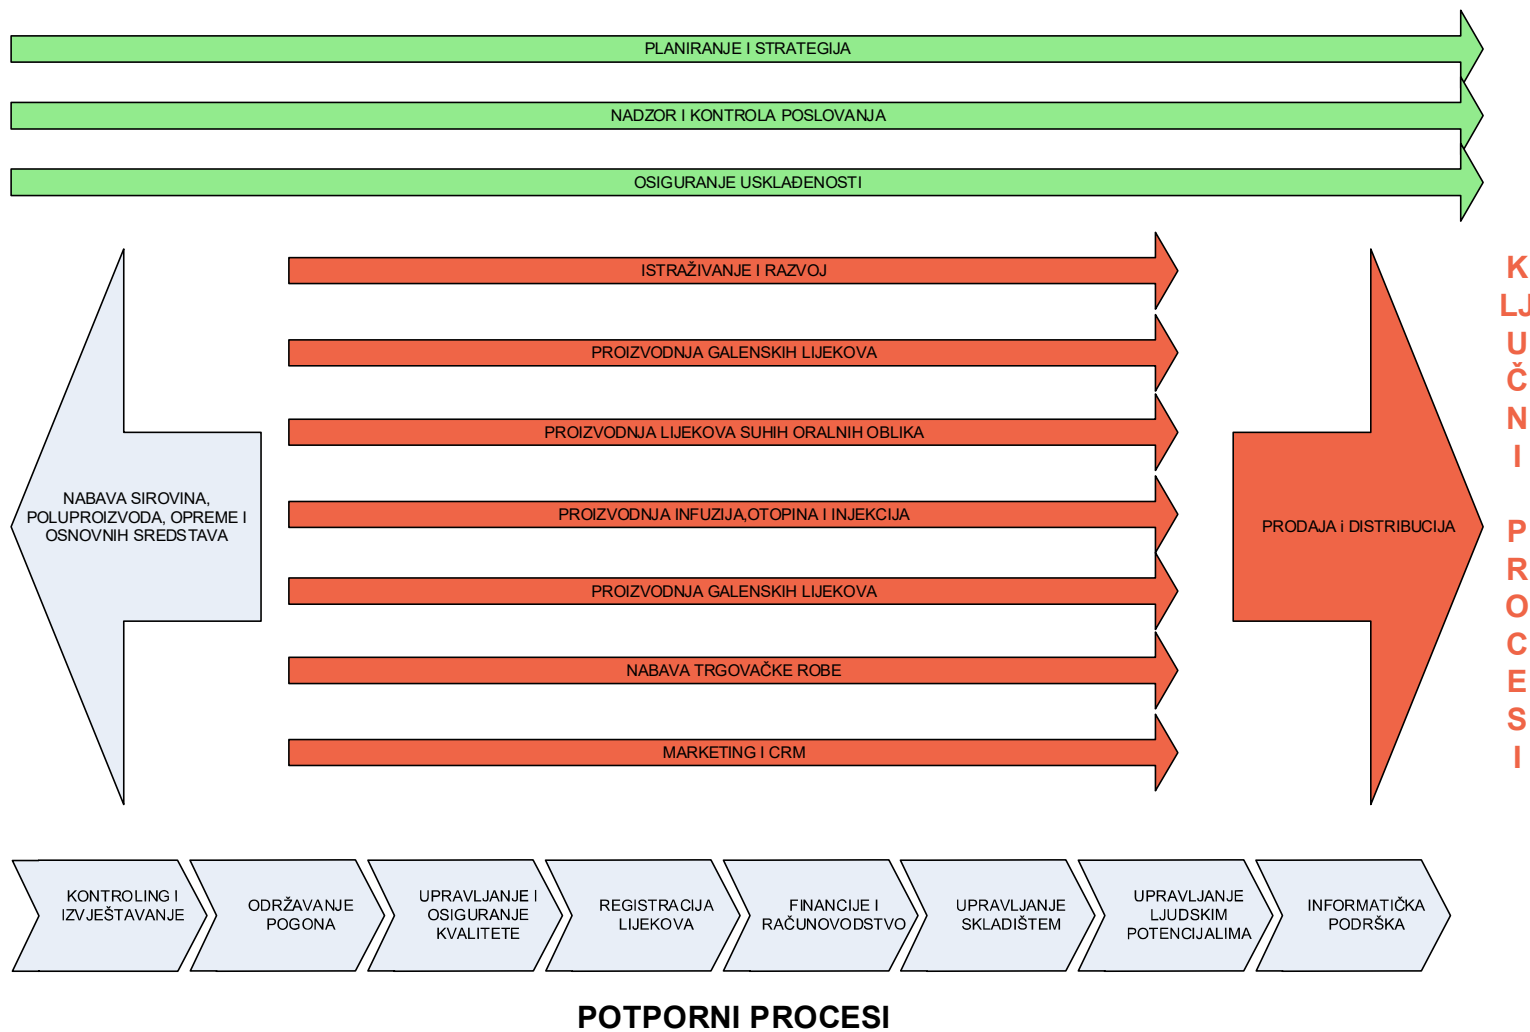 PLANIRANJE I STRATEGIJA
NADZOR I KONTROLA POSLOVANJA
OSIGURANJE USKLAĐENOSTI
ISTRAŽIVANJE I RAZVOJ
PROIZVODNJA GALENSKIH LIJEKOVA
PROIZVODNJA LIJEKOVA SUHIH ORALNIH OBLIKA
PROIZVODNJA INFUZIJA,OTOPINA I INJEKCIJA
PROIZVODNJA GALENSKIH LIJEKOVA
NABAVA TRGOVAČKE ROBE
MARKETING I CRM
NABAVA SIROVINA,
POLUPROIZVODA, OPREME I
OSNOVNIH SREDSTAVA
PRODAJA i DISTRIBUCIJA
K
LJ
U
Č
N
I
P
R
O
C
E
S
I
KONTROLING I
IZVJEŠTAVANJE
ODRŽAVANJE
POGONA
UPRAVLJANJE I
OSIGURANJE
KVALITETE
REGISTRACIJA
LIJEKOVA
FINANCIJE I
RAČUNOVODSTVO
UPRAVLJANJE
SKLADIŠTEM
UPRAVLJANJE
LJUDSKIM
POTENCIJALIMA
INFORMATIČKA
PODRŠKA
POTPORNI PROCESI